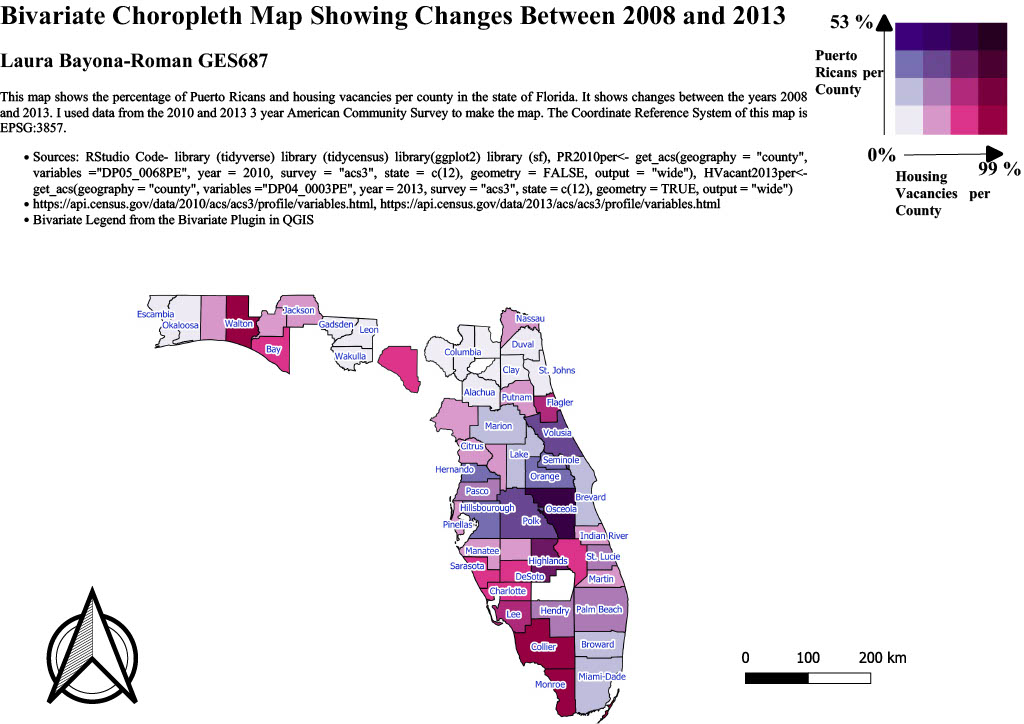 Bivariate Choropleth Map Showing Changes Between 2008 and 2013
Laura Bayona-Roman GES687
This map shows the percentage of Puerto Ricans and housing vacancies per county in the state of Florida. It shows changes between the years 2008
and 2013. I used data from the 2010 and 2013 3 year American Community Survey to make the map. The Coordinate Reference System of this map is
EPSG:3857.
• Sources: RStudio Code- library (tidyverse) library (tidycensus) library(ggplot2) library (sf), PR2010per<- get_acs(geography = "county",
variables ="DP05_0068PE", year = 2010, survey = "acs3", state = c(12), geometry = FALSE, output = "wide"), HVacant2013per<-
get_acs(geography = "county", variables ="DP04_0003PE", year = 2013, survey = "acs3", state = c(12), geometry = TRUE, output = "wide")
• https://api.census.gov/data/2010/acs/acs3/profile/variables.html, https://api.census.gov/data/2013/acs/acs3/profile/variables.html
• Bivariate Legend from the Bivariate Plugin in QGIS
53 %
Puerto
Ricans per
County
0%
99 %
Housing
Vacancies per
County
Escambia
Okaloosa
Walton
Jackson
Bay
Gadsden
Leon
Wakulla
Nassau
Duval
Columbia
Clay
St. Johns
Alachua
Putnam
Flagler
Marion
Volusia
Citrus
Lake
Seminole
Hernando
Orange
Pasco
Brevard
Hillsbourough
Osceola
Pinellas
Polk
Indian River
Manatee
Highlands
St. Lucie
Sarasota
DeSoto
Martin
Charlotte
Lee
Hendry
Palm Beach
Collier
Broward
Monroe
Miami-Dade
0 100 200 km